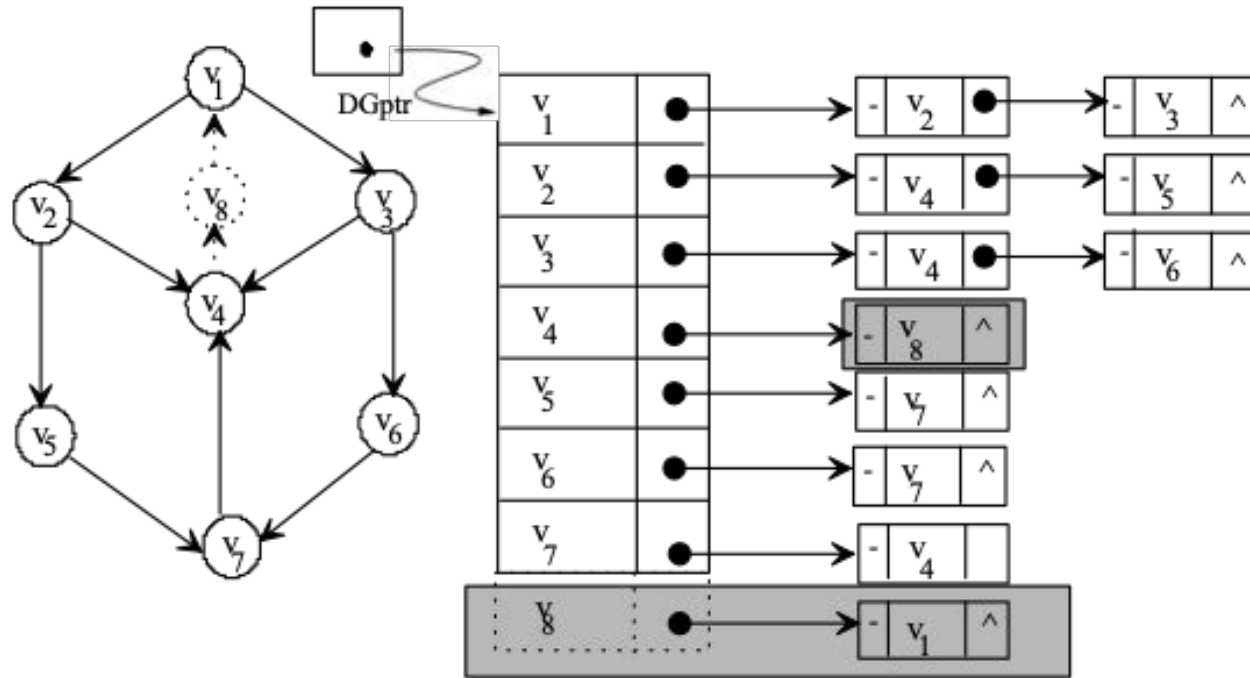 v1
v2
v8
v3
v4
v5
v6
v7
DGptr
v1 - v2 - v3 ^
v2 - v4 - v5 ^
v3 - v4 - v6 ^
v4 - v8 ^
v5 - v7 ^
v6 - v7 ^
v7 - v4
v8 - v1 ^